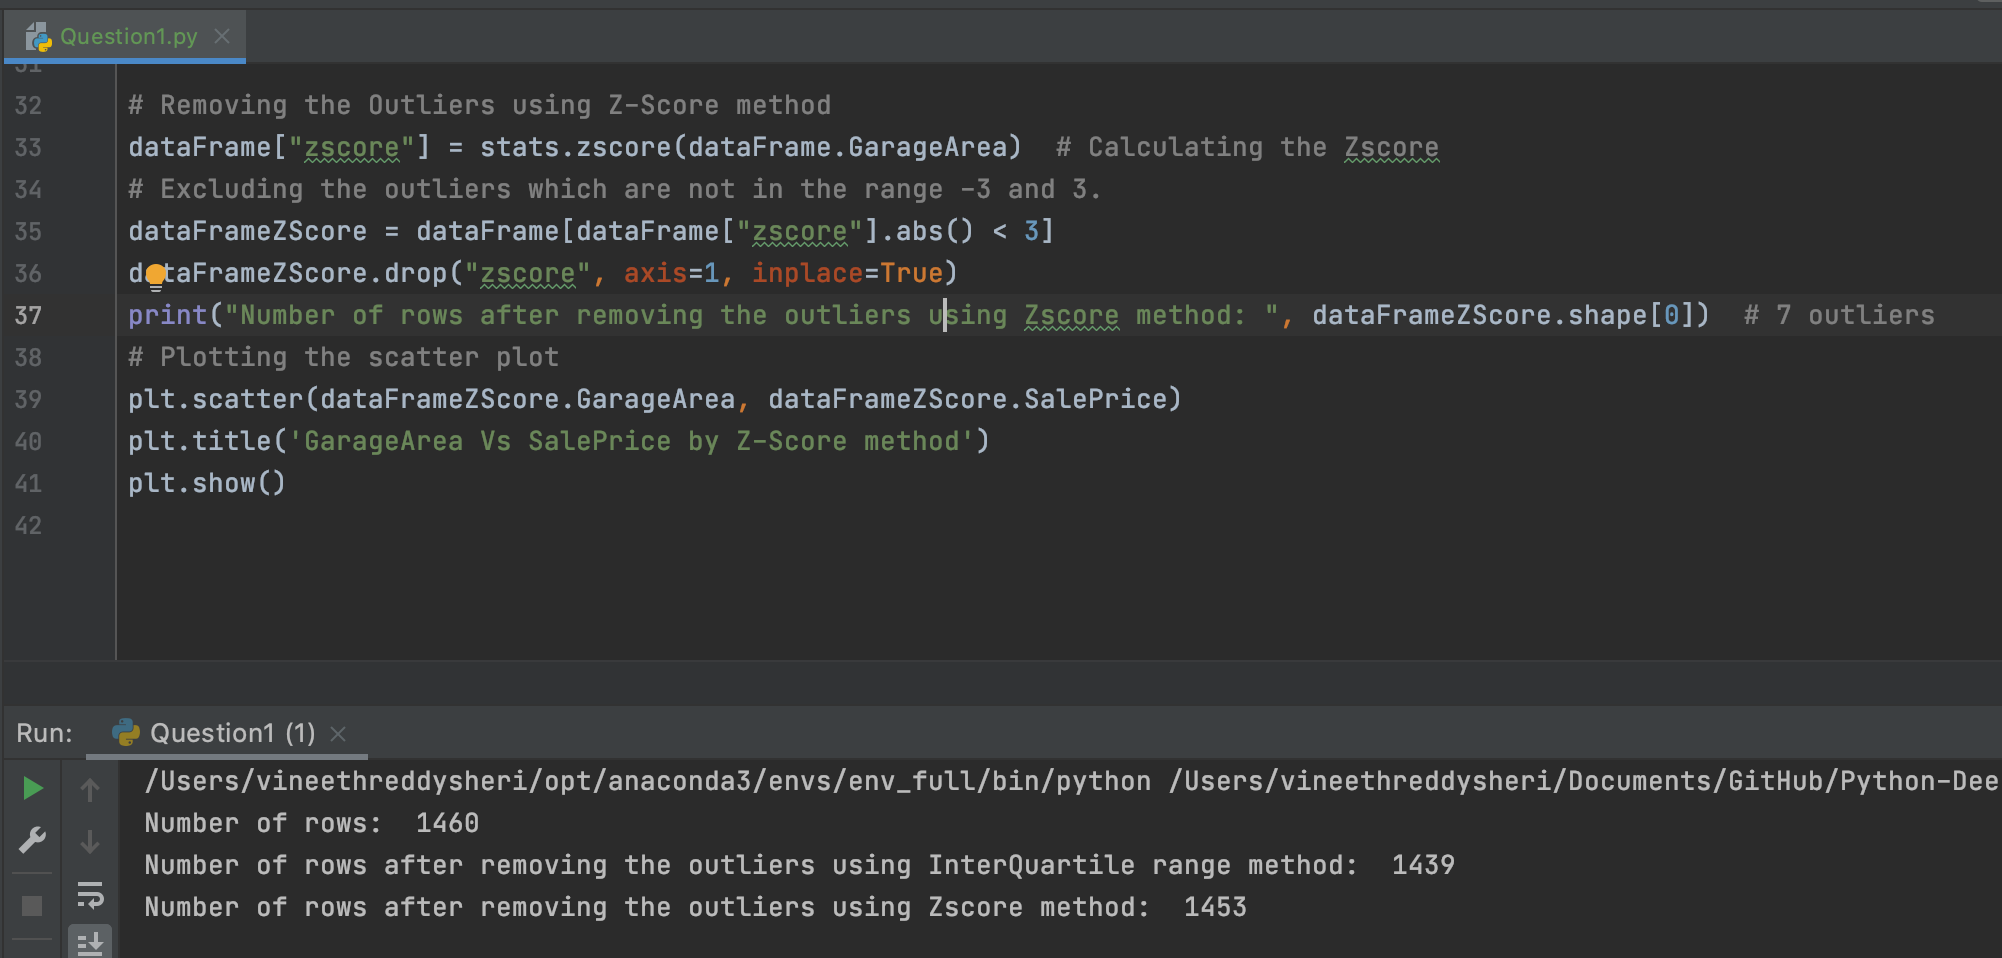 Question1.py
31
32 # Removing the Outliers using Z-Score method
33 dataFrame["zscore"] = stats.zscore(dataFrame.GarageArea)  # Calculating the Zscore
34 # Excluding the outliers which are not in the range -3 and 3.
35 dataFrameZScore = dataFrame[dataFrame["zscore"].abs() < 3]
36 dataFrameZScore.drop("zscore", axis=1, inplace=True)
37 print("Number of rows after removing the outliers using Zscore method: ", dataFrameZScore.shape[0])  # 7 outliers
38 # Plotting the scatter plot
39 plt.scatter(dataFrameZScore.GarageArea, dataFrameZScore.SalePrice)
40 plt.title('GarageArea Vs SalePrice by Z-Score method')
41 plt.show()
42
Run: Question1 (1)
/Users/vineethreddysheri/opt/anaconda3/envs/env_full/bin/python /Users/vineethreddysheri/Documents/GitHub/Python-Dee
Number of rows:  1460
Number of rows after removing the outliers using InterQuartile range method:  1439
Number of rows after removing the outliers using Zscore method:  1453